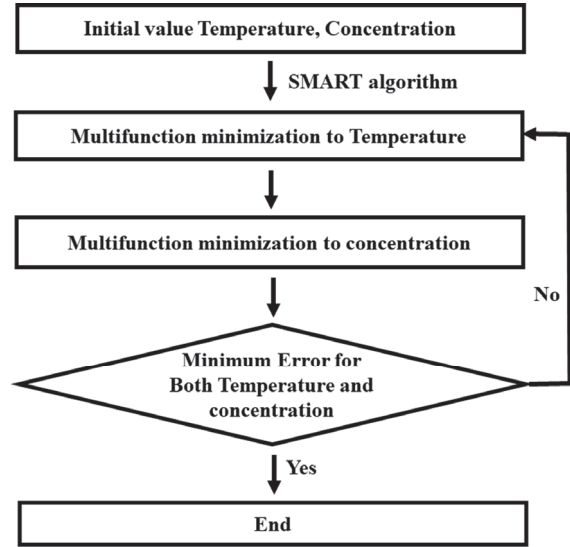 Initial value Temperature, Concentration
SMART algorithm
Multifunction minimization to Temperature
Multifunction minimization to concentration
No
Minimum Error for
Both Temperature and
concentration
Yes
End